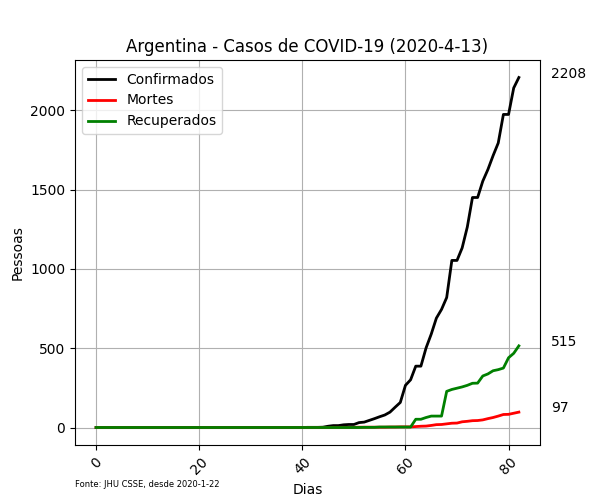 Argentina - Casos de COVID-19 (2020-4-13)
Confirmados
Mortes
Recuperados
2208
515
97
Pessoas
2000
1500
1000
500
0
0
20
40
60
80
Dias
Fonte: JHU CSSE, desde 2020-1-22